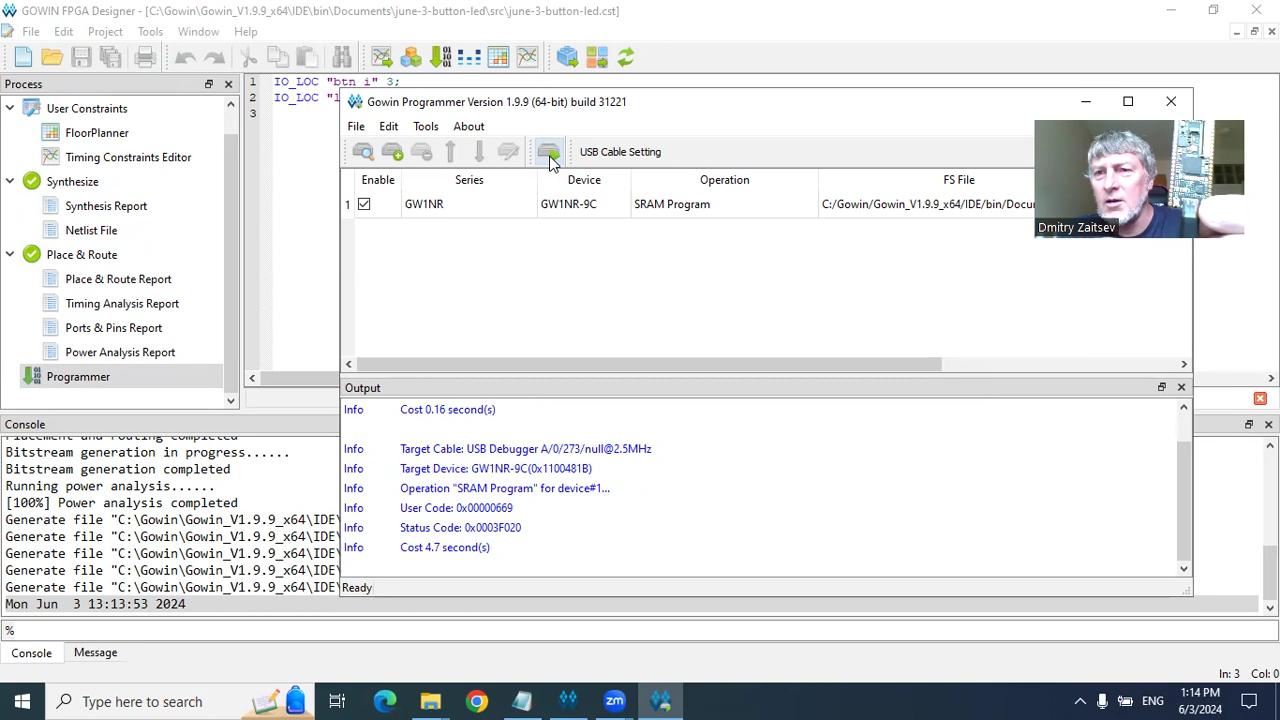 GOWIN FPGA Designer - [C:\Gowin\Gowin_V1.9.9_x64\IDE\bin\Documents\june-3-button-led\src\june-3-button-led.cst]
File Edit Project Tools Window Help
Process
User Constraints
FloorPlanner
Timing Constraints Editor
Synthesize
Synthesis Report
Netlist File
Place & Route
Place & Route Report
Timing Analysis Report
Ports & Pins Report
Power Analysis Report
Programmer
1 IO_LOC "btn_i" 3;
2 IO_LOC "l
3
Gowin Programmer Version 1.9.9 (64-bit) build 31221
File Edit Tools About
USB Cable Setting
Enable Series Device Operation FS File
1 GW1NR GW1NR-9C SRAM Program C:/Gowin/Gowin_V1.9.9_x64/IDE/bin/Docu
Dmitry Zaitsev
Output
Info Cost 0.16 second(s)
Info Target Cable: USB Debugger A/0/273/null@2.5MHz
Info Target Device: GW1NR-9C(0x1100481B)
Info Operation "SRAM Program" for device#1...
Info User Code: 0x00000669
Info Status Code: 0x0003F020
Info Cost 4.7 second(s)
Ready
Console
Placement and routing completed
Bitstream generation in progress......
Bitstream generation completed
Running power analysis......
[100%] Power analysis completed
Generate file "C:\Gowin\Gowin_V1.9.9_x64\IDE\
Generate file "C:\Gowin\Gowin_V1.9.9_x64\IDE\
Generate file "C:\Gowin\Gowin_V1.9.9_x64\IDE\
Generate file "C:\Gowin\Gowin_V1.9.9_x64\IDE\
Generate file "C:\Gowin\Gowin_V1.9.9_x64\IDE\
Mon Jun 3 13:13:53 2024
%
Console Message
In: 3 Col: 0
Type here to search
ENG
1:14 PM
6/3/2024